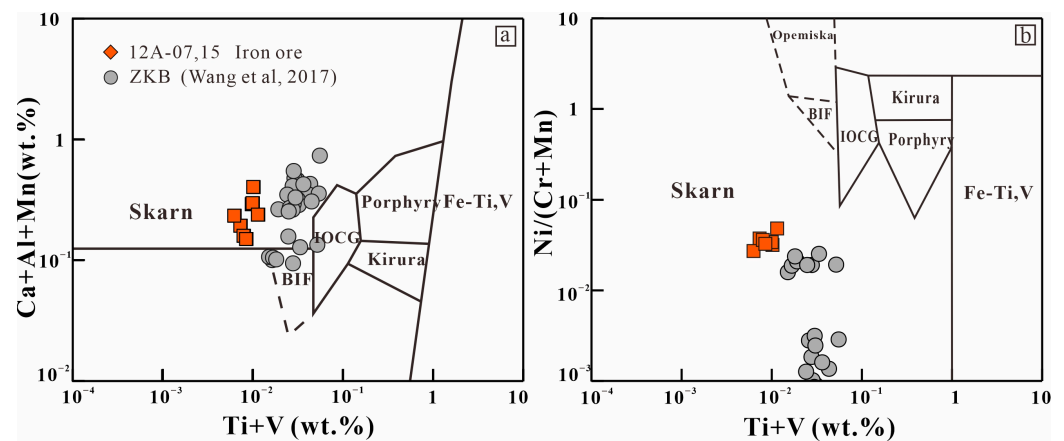 a
12A-07,15 Iron ore
ZKB (Wang et al, 2017)
Skarn
BIF
IOCG
Porphyry
Kirura
Fe-Ti,V
10
1
10⁻¹
10⁻²
10⁻⁴
10⁻³
10⁻²
10⁻¹
1
10
Ca+Al+Mn(wt.%)
Ti+V (wt.%)
b
Opemiska
BIF
IOCG
Kirura
Porphyry
Skarn
Fe-Ti,V
10
1
10⁻¹
10⁻²
10⁻³
10⁻⁴
10⁻³
10⁻²
10⁻¹
1
10
Ni/(Cr+Mn)
Ti+V (wt.%)